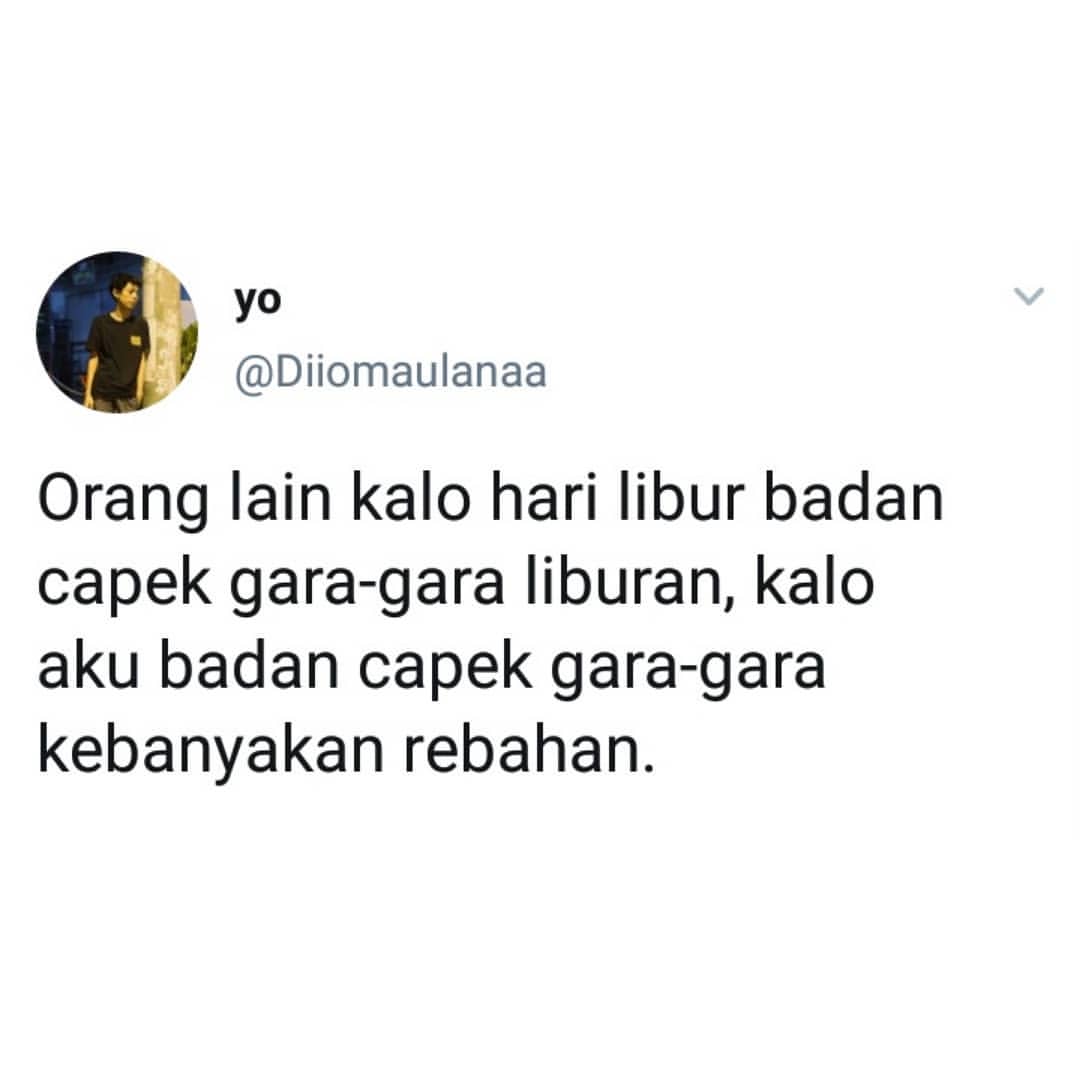 yo
@Diiomaulanaa
Orang lain kalo hari libur badan
capek gara-gara liburan, kalo
aku badan capek gara-gara
kebanyakan rebahan.